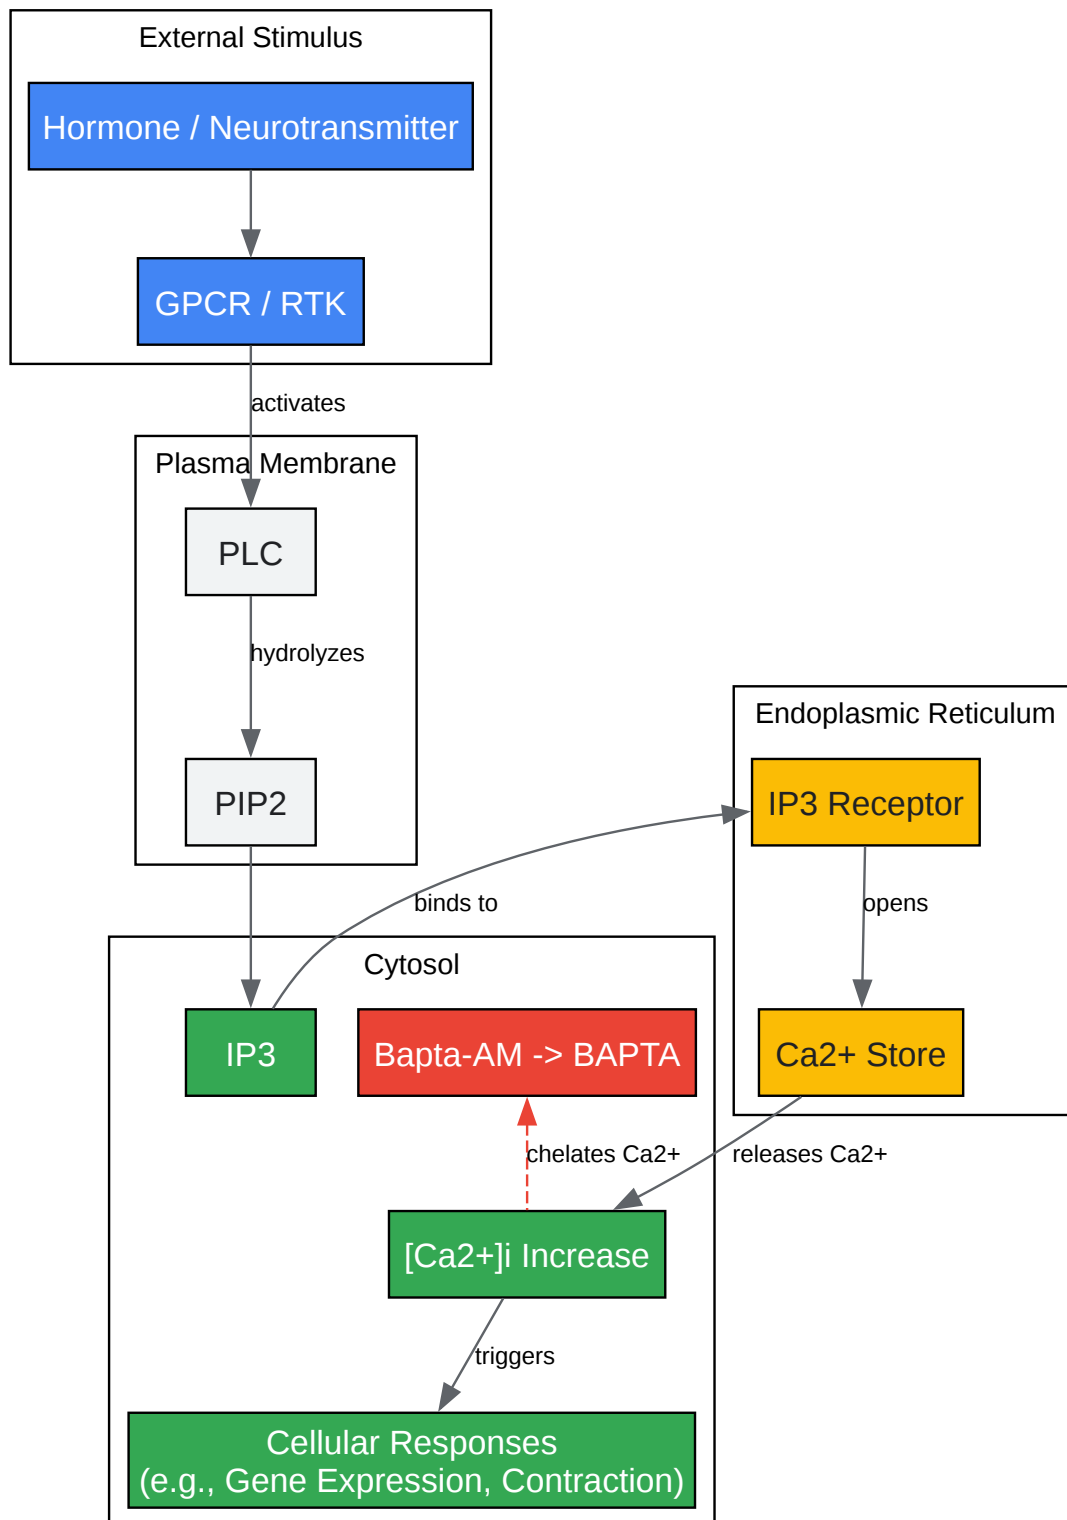 External Stimulus
Hormone / Neurotransmitter
GPCR / RTK
activates
Plasma Membrane
PLC
hydrolyzes
PIP2
Endoplasmic Reticulum
IP3 Receptor
binds to
opens
Cytosol
IP3
Bapta-AM -> BAPTA
Ca2+ Store
chelates Ca2+
releases Ca2+
[Ca2+]i Increase
triggers
Cellular Responses
(e.g., Gene Expression, Contraction)